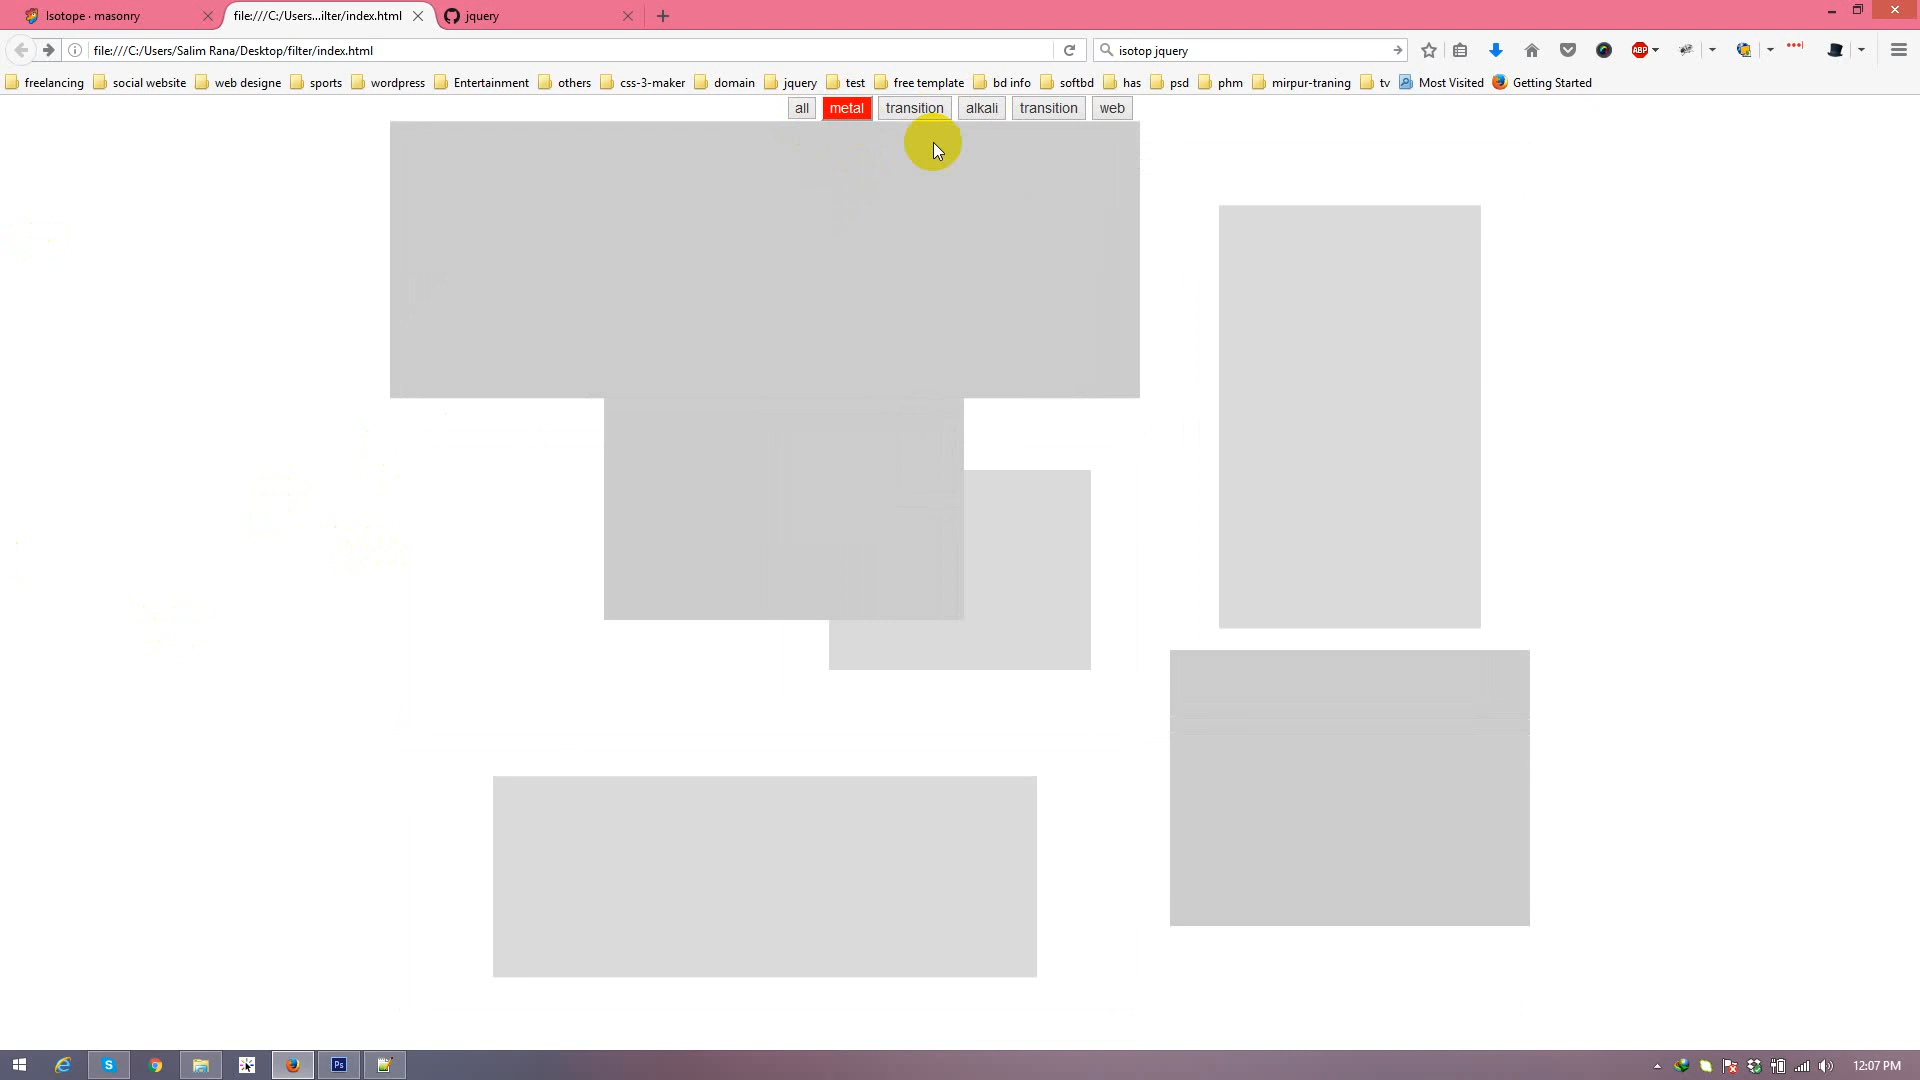 Isotope · masonry
file:///C:/Users...ilter/index.html
jquery
file:///C:/Users/Salim Rana/Desktop/filter/index.html
isotop jquery
ABP
freelancing social website web designe sports wordpress Entertainment others css-3-maker domain jquery test free template bd info softbd has psd phm mirpur-traning tv Most Visited Getting Started
all metal transition alkali transition web
Ps
12:07 PM